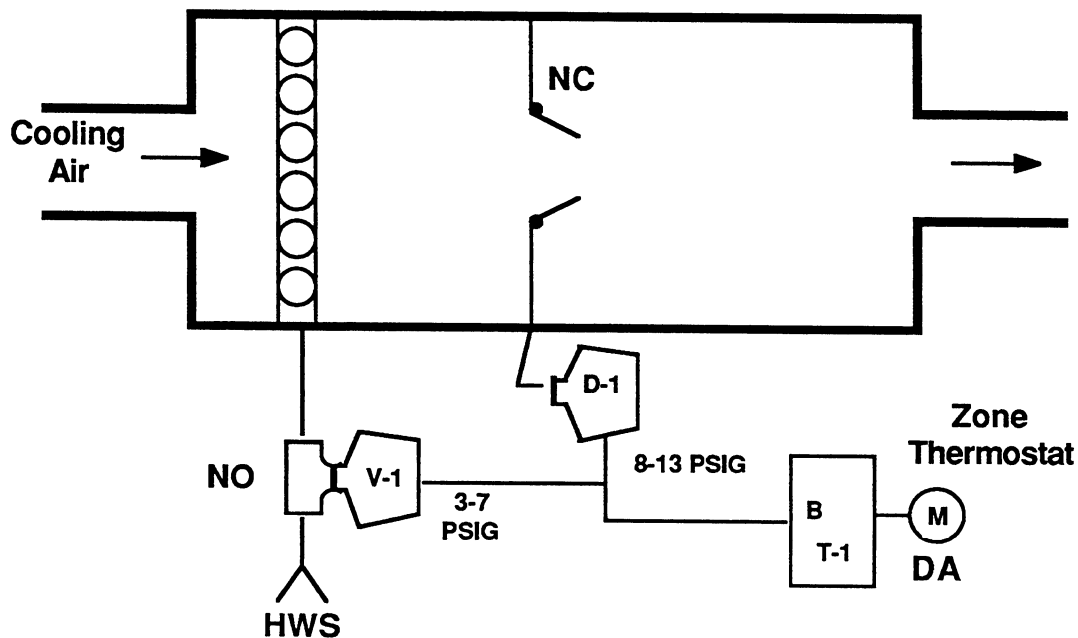 NC
Cooling
Air
D-1
Zone
Thermostat
NO
V-1
8-13 PSIG
3-7
PSIG
B
T-1
M
DA
HWS